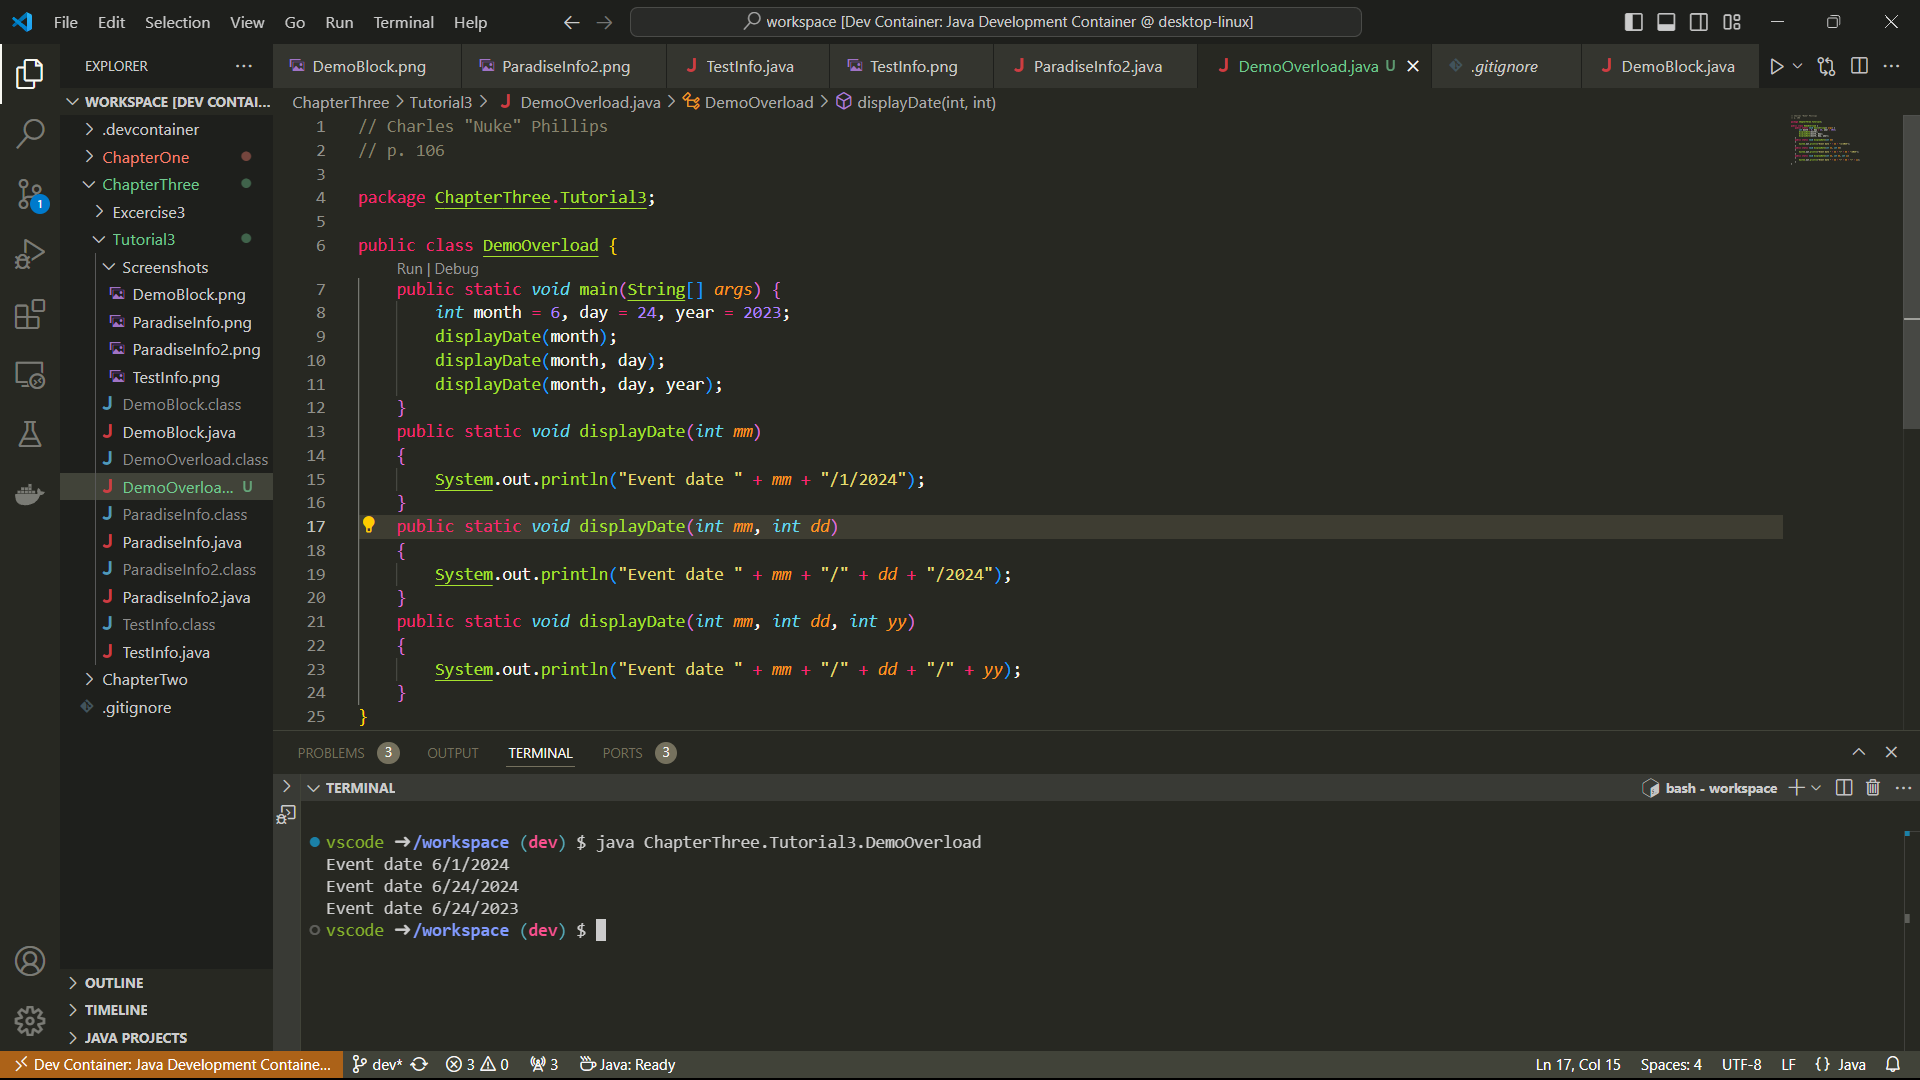 File Edit Selection View Go Run Terminal Help
workspace [Dev Container: Java Development Container @ desktop-linux]
EXPLORER
WORKSPACE [DEV CONTAI...
.devcontainer
ChapterOne
ChapterThree
Excercise3
Tutorial3
Screenshots
DemoBlock.png
ParadiseInfo.png
ParadiseInfo2.png
TestInfo.png
DemoBlock.class
DemoBlock.java
DemoOverload.class
DemoOverloa... U
ParadiseInfo.class
ParadiseInfo.java
ParadiseInfo2.class
ParadiseInfo2.java
TestInfo.class
TestInfo.java
ChapterTwo
.gitignore
OUTLINE
TIMELINE
JAVA PROJECTS
1
DemoBlock.png ParadiseInfo2.png TestInfo.java TestInfo.png ParadiseInfo2.java DemoOverload.java U .gitignore DemoBlock.java
ChapterThree > Tutorial3 > DemoOverload.java > DemoOverload > displayDate(int, int)
1 // Charles "Nuke" Phillips
2 // p. 106
3
4 package ChapterThree.Tutorial3;
5
6 public class DemoOverload {
Run | Debug
7 public static void main(String[] args) {
8 int month = 6, day = 24, year = 2023;
9 displayDate(month);
10 displayDate(month, day);
11 displayDate(month, day, year);
12 }
13 public static void displayDate(int mm)
14 {
15 System.out.println("Event date " + mm + "/1/2024");
16 }
17 public static void displayDate(int mm, int dd)
18 {
19 System.out.println("Event date " + mm + "/" + dd + "/2024");
20 }
21 public static void displayDate(int mm, int dd, int yy)
22 {
23 System.out.println("Event date " + mm + "/" + dd + "/" + yy);
24 }
25 }
PROBLEMS 3 OUTPUT TERMINAL PORTS 3
TERMINAL
bash - workspace
vscode ➜ /workspace (dev) $ java ChapterThree.Tutorial3.DemoOverload
Event date 6/1/2024
Event date 6/24/2024
Event date 6/24/2023
vscode ➜ /workspace (dev) $
Dev Container: Java Development Containe... dev* 3 0 3 Java: Ready
Ln 17, Col 15 Spaces: 4 UTF-8 LF {} Java